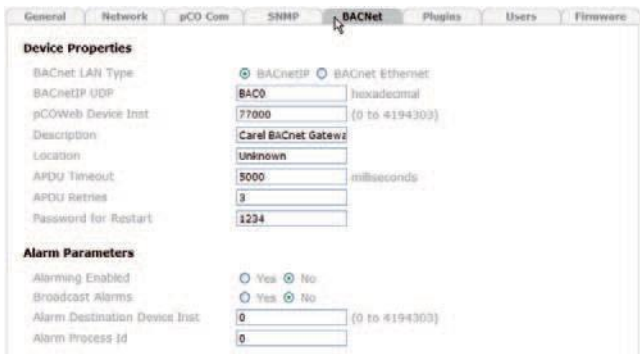 General Network pCO Com SNMP BACNet Plugins Users Firmware
Device Properties
BACnet LAN Type BACnetIP BACnet Ethernet
BACnetIP UDP BAC0 hexadecimal
pCOWeb Device Inst 77000 (0 to 4194303)
Description Carel BACnet Gatewa
Location Unknown
APDU Timeout 5000 milliseconds
APDU Retries 3
Password for Restart 1234
Alarm Parameters
Alarming Enabled Yes No
Broadcast Alarms Yes No
Alarm Destination Device Inst 0 (0 to 4194303)
Alarm Process Id 0